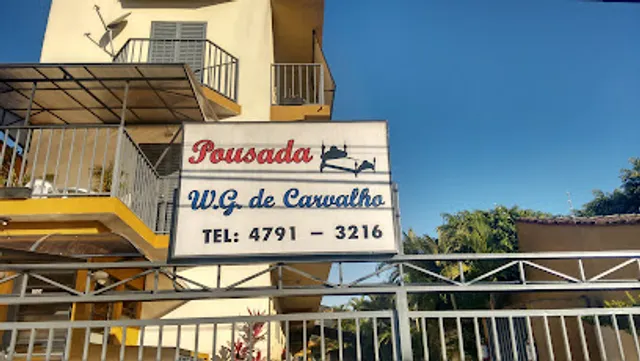 Pousada
W.G. de Carvalho
TEL: 4791 - 3216